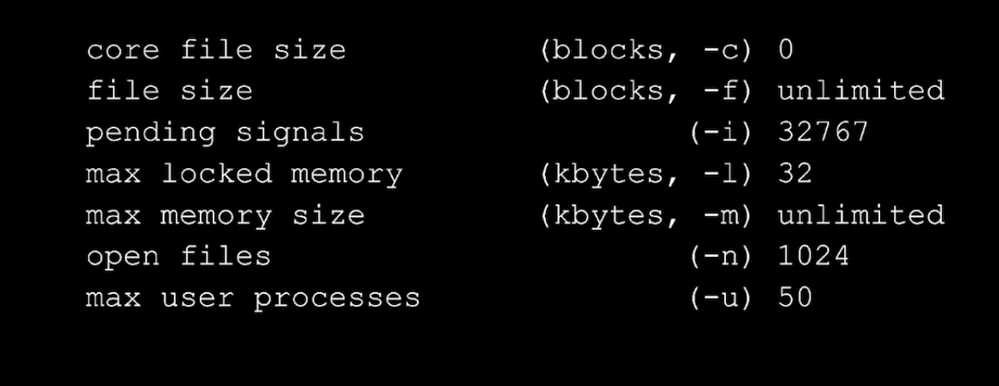 core file size (blocks, -c) 0
file size (blocks, -f) unlimited
pending signals (-i) 32767
max locked memory (kbytes, -l) 32
max memory size (kbytes, -m) unlimited
open files (-n) 1024
max user processes (-u) 50